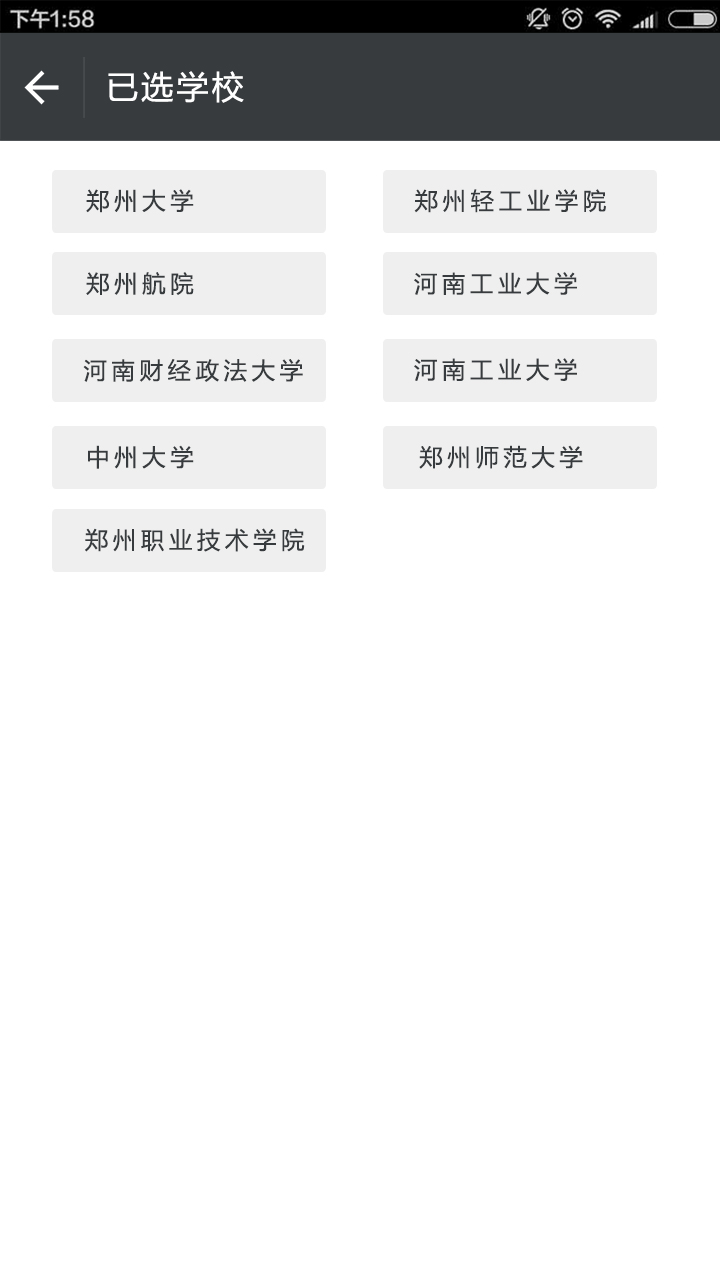 下午1:58
已选学校
郑州大学
郑州轻工业学院
郑州航院
河南工业大学
河南财经政法大学
河南工业大学
中州大学
郑州师范大学
郑州职业技术学院